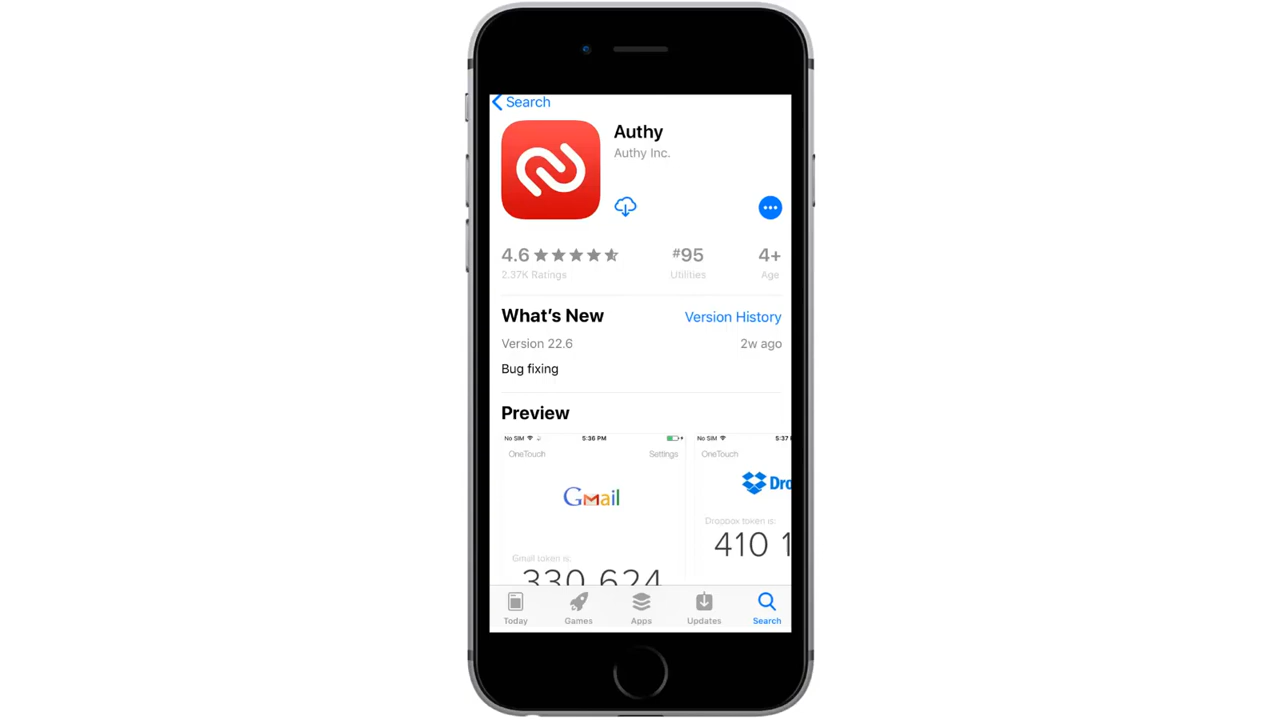 Search
Authy
Authy Inc.
4.6
#95
4+
2.37K Ratings
Utilities
Age
What's New
Version History
Version 22.6
2w ago
Bug fixing
Preview
No SIM
5:36 PM
No SIM
5:37
OneTouch
Settings
OneTouch
Gmail
Dro
Dropbox token is:
410 1
Gmail token is:
330 624
Today
Games
Apps
Updates
Search